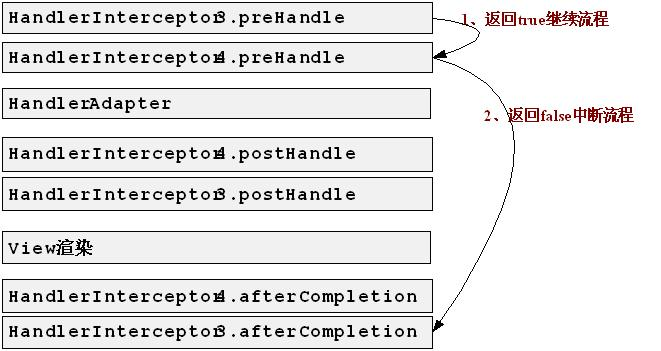 HandlerInterceptor3.preHandle
1、返回true继续流程
HandlerInterceptor4.preHandle
HandlerAdapter
2、返回false中断流程
HandlerInterceptor4.postHandle
HandlerInterceptor3.postHandle
View渲染
HandlerInterceptor4.afterCompletion
HandlerInterceptor3.afterCompletion